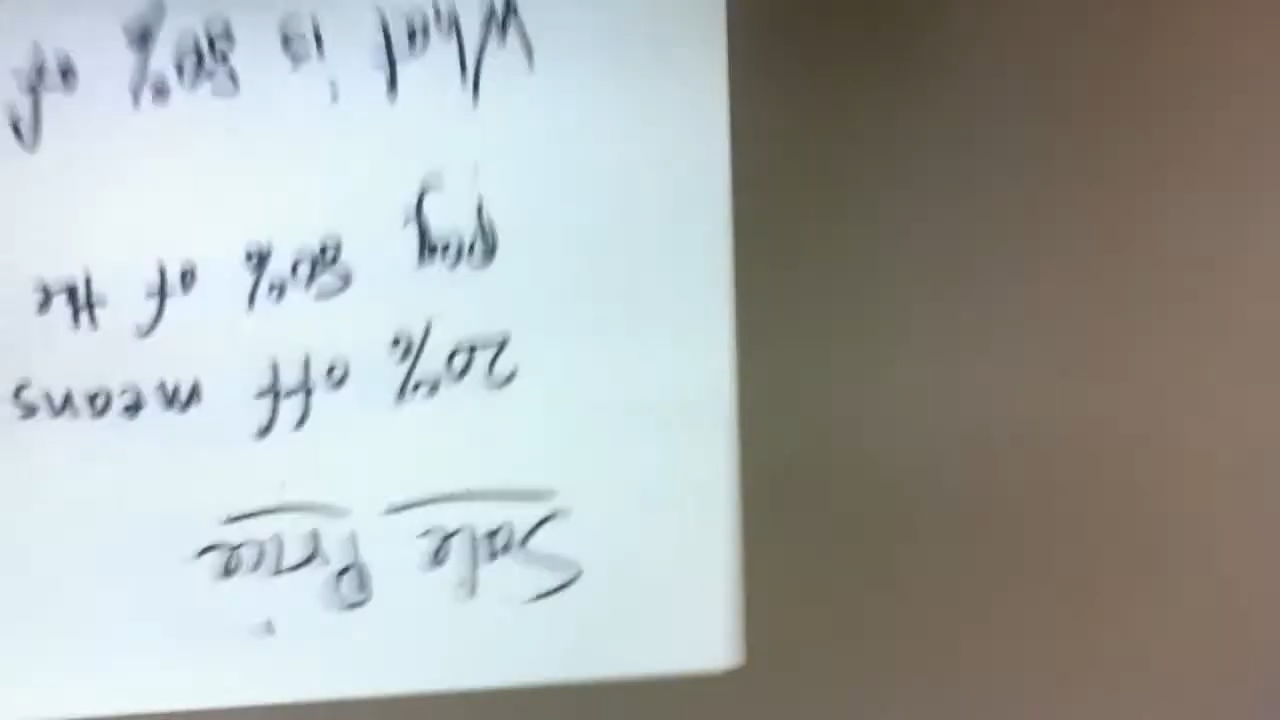 Sale Price
20% off means
pay 80% of the
What is 80% of